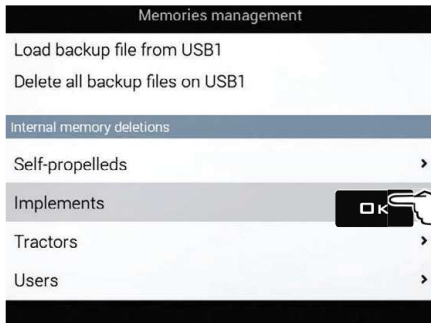 Memories management
Load backup file from USB1
Delete all backup files on USB1
Internal memory deletions
Self-propelleds
Implements
OK
Tractors
Users